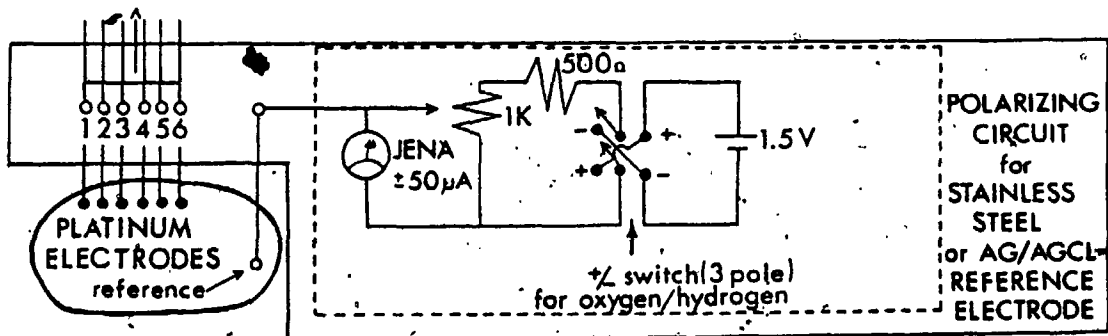 1 2 3 4 5 6
PLATINUM
ELECTRODES
reference
JENA
±50µA
500Ω
1K
- +
+ -
1.5 V
+/- switch (3 pole)
for oxygen/hydrogen
POLARIZING
CIRCUIT
for
STAINLESS
STEEL
or AG/AGCL
REFERENCE
ELECTRODE